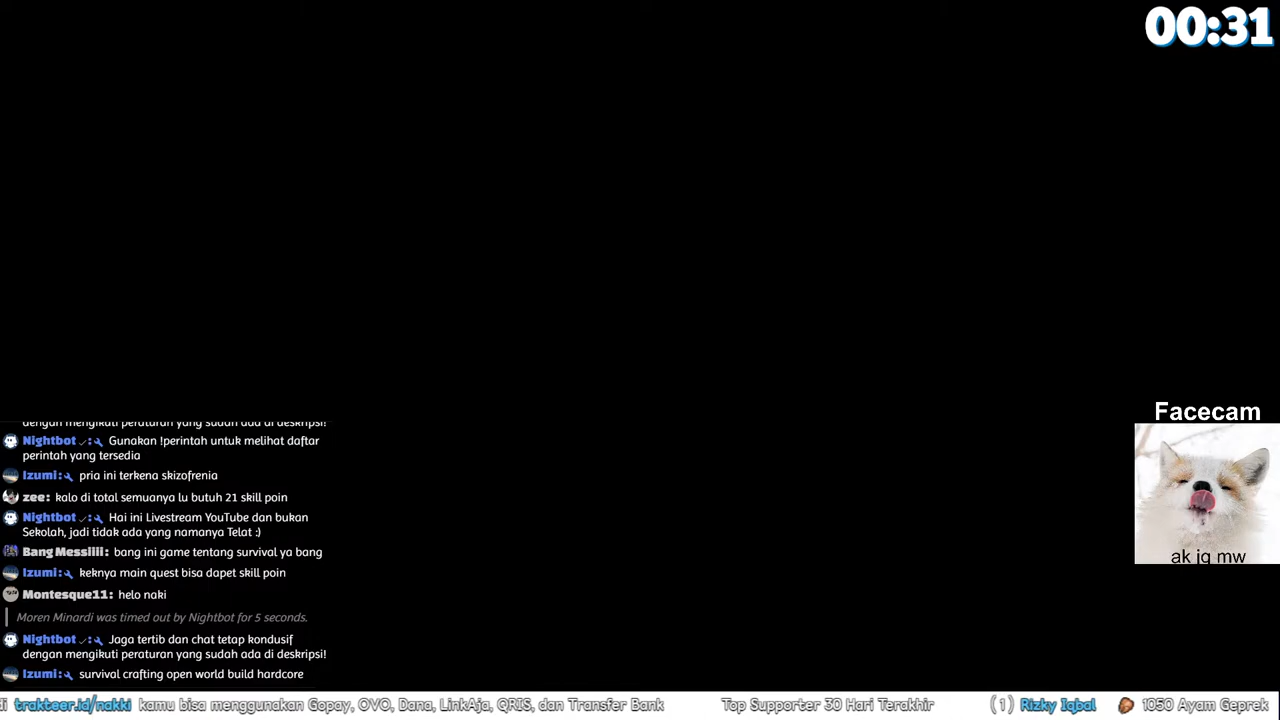 00:31
Facecam
ak jg mw
dengan mengikuti peraturan yang sudah ada di deskripsi!
Nightbot : Gunakan !perintah untuk melihat daftar
perintah yang tersedia
Izumi: pria ini terkena skizofrenia
zee: kalo di total semuanya lu butuh 21 skill poin
Nightbot : Hai ini Livestream YouTube dan bukan
Sekolah, jadi tidak ada yang namanya Telat :)
Bang Messiiii: bang ini game tentang survival ya bang
Izumi: keknya main quest bisa dapet skill poin
Montesque11: helo naki
Moren Minardi was timed out by Nightbot for 5 seconds.
Nightbot : Jaga tertib dan chat tetap kondusif
dengan mengikuti peraturan yang sudah ada di deskripsi!
Izumi: survival crafting open world build hardcore
di trakteer.id/nakki kamu bisa menggunakan Gopay, OVO, Dana, LinkAja, QRIS, dan Transfer Bank Top Supporter 30 Hari Terakhir (1) Rizky Iqbal 1050 Ayam Geprek